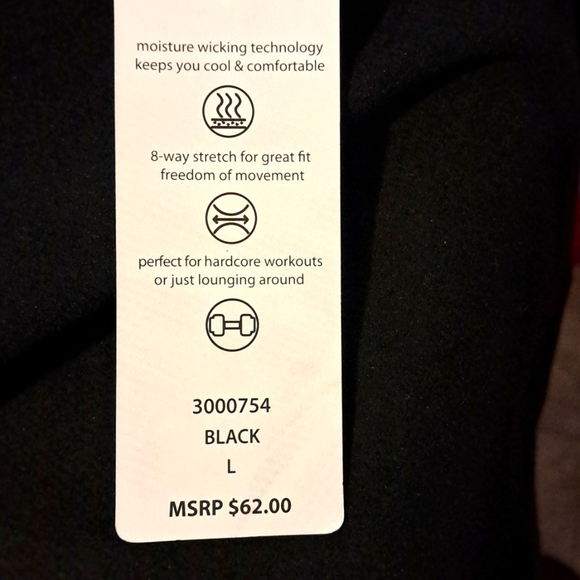 moisture wicking technology
keeps you cool & comfortable
8-way stretch for great fit
freedom of movement
perfect for hardcore workouts
or just lounging around
3000754
BLACK
L
MSRP $62.00